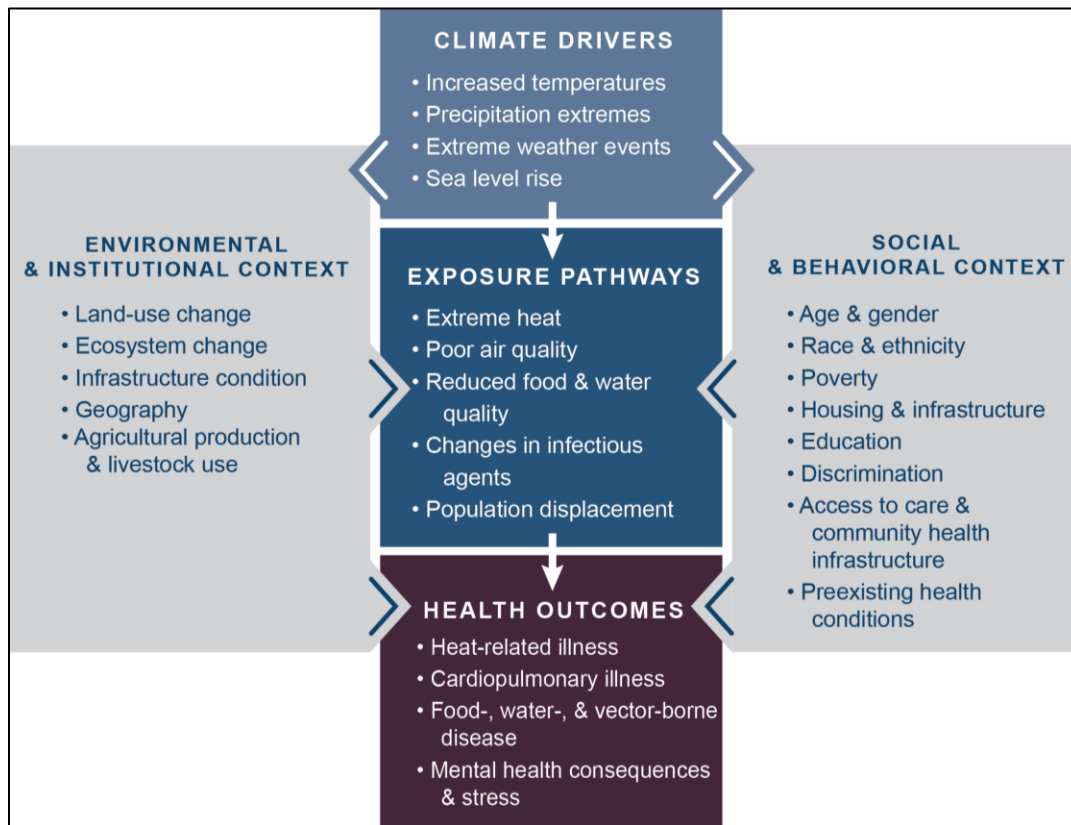 CLIMATE DRIVERS
• Increased temperatures
• Precipitation extremes
• Extreme weather events
• Sea level rise
ENVIRONMENTAL
& INSTITUTIONAL CONTEXT
• Land-use change
• Ecosystem change
• Infrastructure condition
• Geography
• Agricultural production
& livestock use
EXPOSURE PATHWAYS
• Extreme heat
• Poor air quality
• Reduced food & water
quality
• Changes in infectious
agents
• Population displacement
SOCIAL
& BEHAVIORAL CONTEXT
• Age & gender
• Race & ethnicity
• Poverty
• Housing & infrastructure
• Education
• Discrimination
• Access to care &
community health
infrastructure
• Preexisting health
conditions
HEALTH OUTCOMES
• Heat-related illness
• Cardiopulmonary illness
• Food-, water-, & vector-borne
disease
• Mental health consequences
& stress